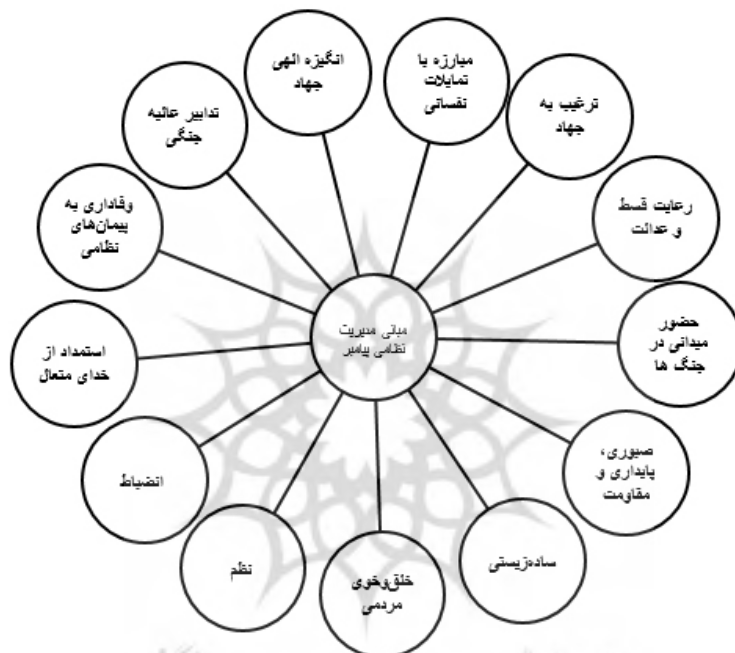 انگیزه الهی
جهاد
مبارزه با
تمایلات
نفسانی
ترغیب به
جهاد
رعایت قسط
و عدالت
حضور
میدانی در
جنگ ها
صبوری،
پایداری و
مقاومت
ساده‌زیستی
خلق‌وخوی
مردمی
نظم
انضباط
استمداد از
خدای متعال
وفاداری به
پیمان‌های
نظامی
تدابیر عالیه
جنگی
مبانی مدیریت
نظامی پیامبر